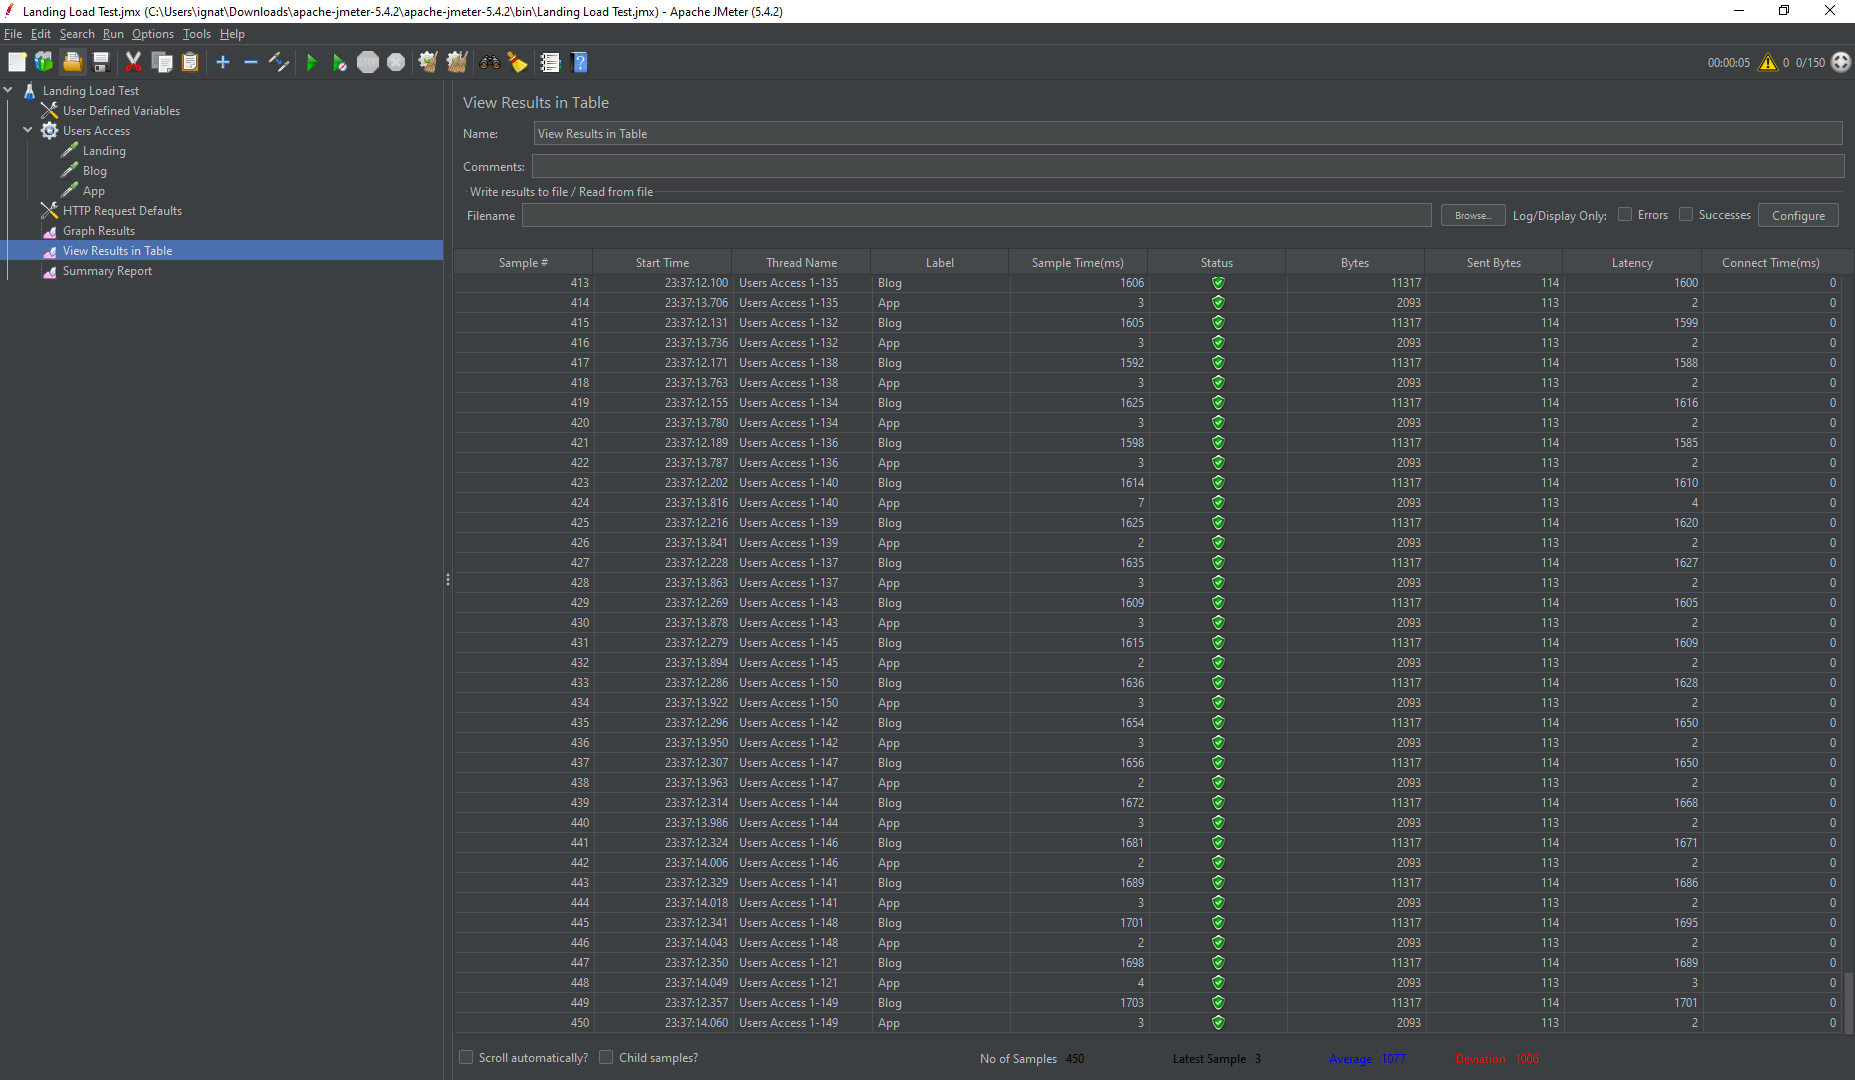 Landing Load Test.jmx (C:\Users\ignat\Downloads\apache-jmeter-5.4.2\apache-jmeter-5.4.2\bin\Landing Load Test.jmx) - Apache JMeter (5.4.2)
File Edit Search Run Options Tools Help
STOP
00:00:05 0 0/150
Landing Load Test
User Defined Variables
Users Access
Landing
Blog
App
HTTP Request Defaults
Graph Results
View Results in Table
Summary Report
View Results in Table
Name: View Results in Table
Comments:
Write results to file / Read from file
Filename Browse... Log/Display Only: Errors Successes Configure
Sample # Start Time Thread Name Label Sample Time(ms) Status Bytes Sent Bytes Latency Connect Time(ms)
413 23:37:12.100 Users Access 1-135 Blog 1606 11317 114 1600 0
414 23:37:13.706 Users Access 1-135 App 3 2093 113 2 0
415 23:37:12.131 Users Access 1-132 Blog 1605 11317 114 1599 0
416 23:37:13.736 Users Access 1-132 App 3 2093 113 2 0
417 23:37:12.171 Users Access 1-138 Blog 1592 11317 114 1588 0
418 23:37:13.763 Users Access 1-138 App 3 2093 113 2 0
419 23:37:12.155 Users Access 1-134 Blog 1625 11317 114 1616 0
420 23:37:13.780 Users Access 1-134 App 3 2093 113 2 0
421 23:37:12.189 Users Access 1-136 Blog 1598 11317 114 1585 0
422 23:37:13.787 Users Access 1-136 App 3 2093 113 2 0
423 23:37:12.202 Users Access 1-140 Blog 1614 11317 114 1610 0
424 23:37:13.816 Users Access 1-140 App 7 2093 113 4 0
425 23:37:12.216 Users Access 1-139 Blog 1625 11317 114 1620 0
426 23:37:13.841 Users Access 1-139 App 2 2093 113 2 0
427 23:37:12.228 Users Access 1-137 Blog 1635 11317 114 1627 0
428 23:37:13.863 Users Access 1-137 App 3 2093 113 2 0
429 23:37:12.269 Users Access 1-143 Blog 1609 11317 114 1605 0
430 23:37:13.878 Users Access 1-143 App 3 2093 113 2 0
431 23:37:12.279 Users Access 1-145 Blog 1615 11317 114 1609 0
432 23:37:13.894 Users Access 1-145 App 2 2093 113 2 0
433 23:37:12.286 Users Access 1-150 Blog 1636 11317 114 1628 0
434 23:37:13.922 Users Access 1-150 App 3 2093 113 2 0
435 23:37:12.296 Users Access 1-142 Blog 1654 11317 114 1650 0
436 23:37:13.950 Users Access 1-142 App 3 2093 113 2 0
437 23:37:12.307 Users Access 1-147 Blog 1656 11317 114 1650 0
438 23:37:13.963 Users Access 1-147 App 2 2093 113 2 0
439 23:37:12.314 Users Access 1-144 Blog 1672 11317 114 1668 0
440 23:37:13.986 Users Access 1-144 App 3 2093 113 2 0
441 23:37:12.324 Users Access 1-146 Blog 1681 11317 114 1671 0
442 23:37:14.006 Users Access 1-146 App 2 2093 113 2 0
443 23:37:12.329 Users Access 1-141 Blog 1689 11317 114 1686 0
444 23:37:14.018 Users Access 1-141 App 3 2093 113 2 0
445 23:37:12.341 Users Access 1-148 Blog 1701 11317 114 1695 0
446 23:37:14.043 Users Access 1-148 App 2 2093 113 2 0
447 23:37:12.350 Users Access 1-121 Blog 1698 11317 114 1689 0
448 23:37:14.049 Users Access 1-121 App 4 2093 113 3 0
449 23:37:12.357 Users Access 1-149 Blog 1703 11317 114 1701 0
450 23:37:14.060 Users Access 1-149 App 3 2093 113 2 0
Scroll automatically? Child samples? No of Samples 450 Latest Sample 3 Average 1077 Deviation 1006